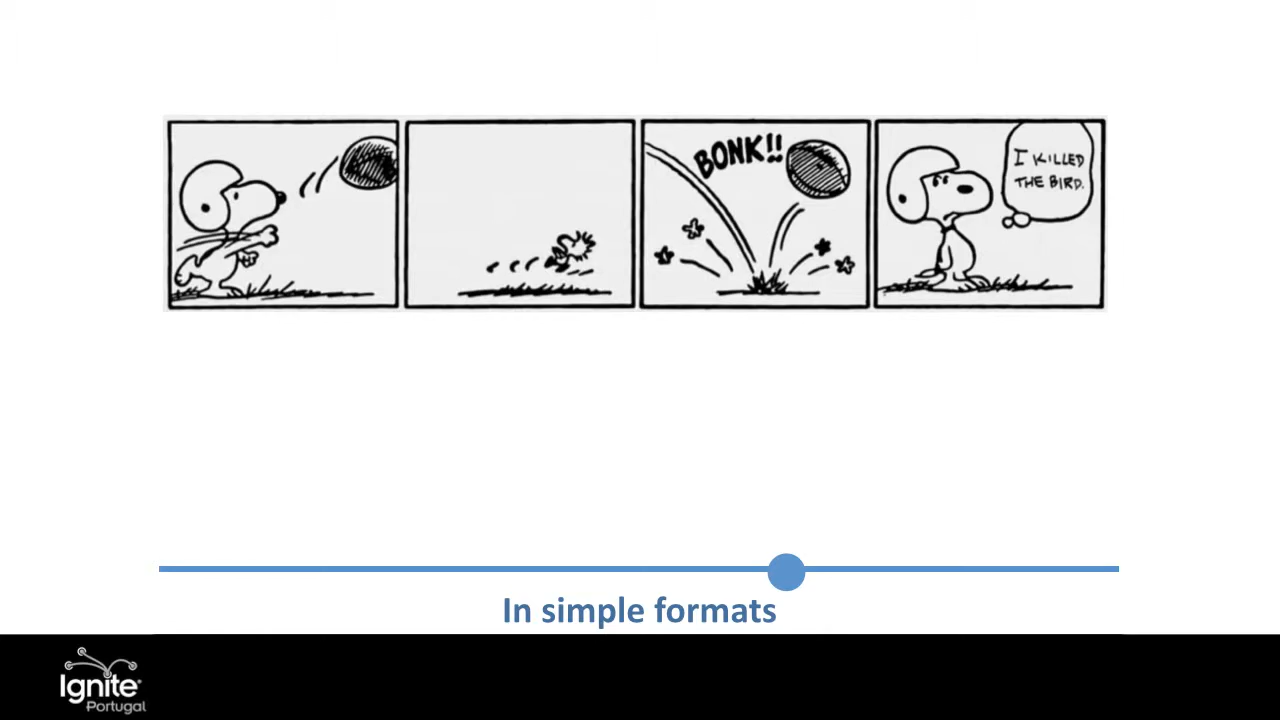 BONK!!
I KILLED
THE BIRD.
In simple formats
Ignite
Portugal